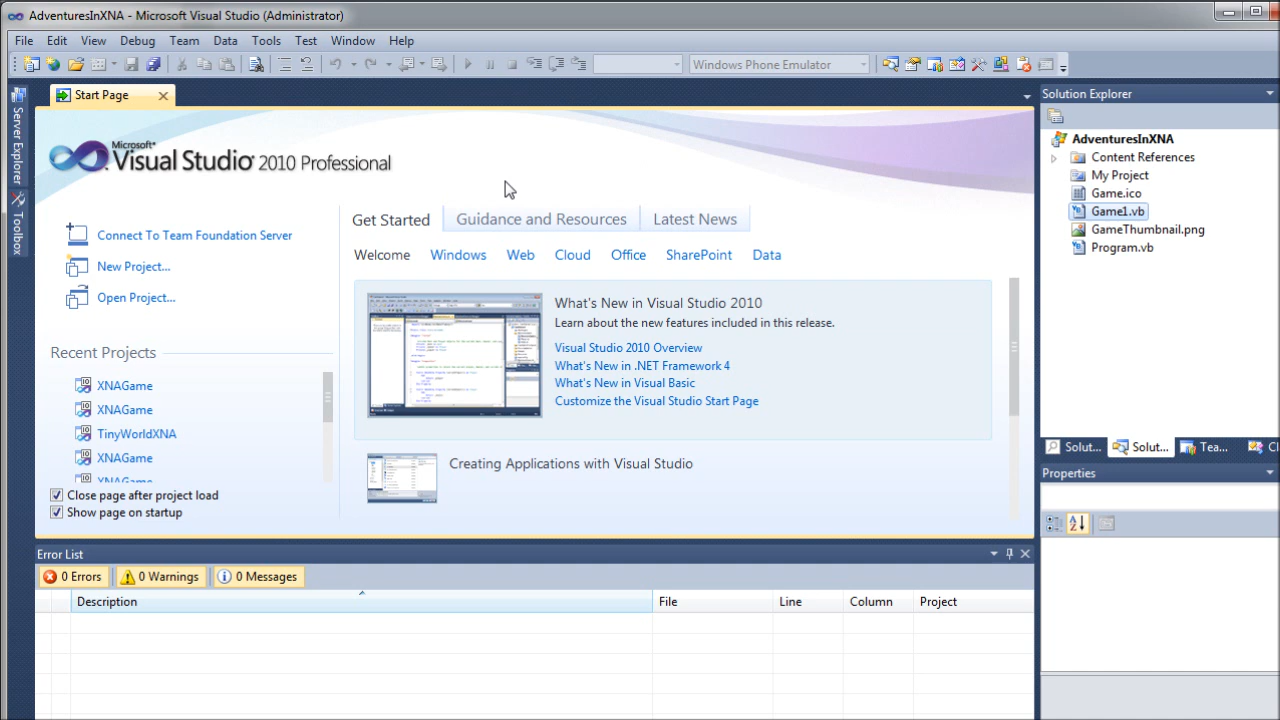 AdventuresInXNA - Microsoft Visual Studio (Administrator)
File Edit View Debug Team Data Tools Test Window Help
Windows Phone Emulator
Server Explorer
Toolbox
Start Page
Microsoft®
Visual Studio® 2010 Professional
Connect To Team Foundation Server
New Project...
Open Project...
Recent Projects
XNAGame
XNAGame
TinyWorldXNA
XNAGame
XNAGame
Close page after project load
Show page on startup
Get Started Guidance and Resources Latest News
Welcome Windows Web Cloud Office SharePoint Data
What's New in Visual Studio 2010
Learn about the new features included in this release.
Visual Studio 2010 Overview
What's New in .NET Framework 4
What's New in Visual Basic
Customize the Visual Studio Start Page
Creating Applications with Visual Studio
Solution Explorer
AdventuresInXNA
Content References
My Project
Game.ico
Game1.vb
GameThumbnail.png
Program.vb
Solut... Solut... Tea... Cl
Properties
Error List
0 Errors 0 Warnings 0 Messages
Description File Line Column Project